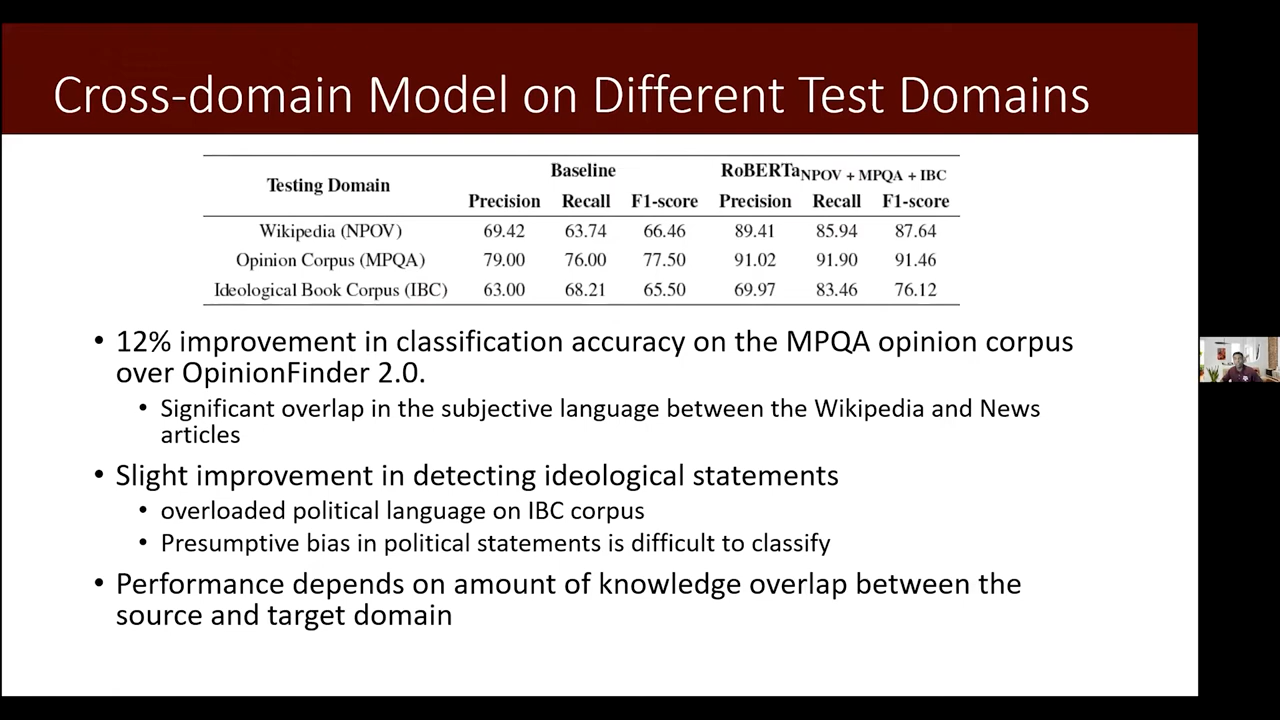 Cross-domain Model on Different Test Domains
Testing Domain Baseline RoBERTaNPOV + MPQA + IBC
Precision Recall F1-score Precision Recall F1-score
Wikipedia (NPOV) 69.42 63.74 66.46 89.41 85.94 87.64
Opinion Corpus (MPQA) 79.00 76.00 77.50 91.02 91.90 91.46
Ideological Book Corpus (IBC) 63.00 68.21 65.50 69.97 83.46 76.12
• 12% improvement in classification accuracy on the MPQA opinion corpus
over OpinionFinder 2.0.
• Significant overlap in the subjective language between the Wikipedia and News
articles
• Slight improvement in detecting ideological statements
• overloaded political language on IBC corpus
• Presumptive bias in political statements is difficult to classify
• Performance depends on amount of knowledge overlap between the
source and target domain